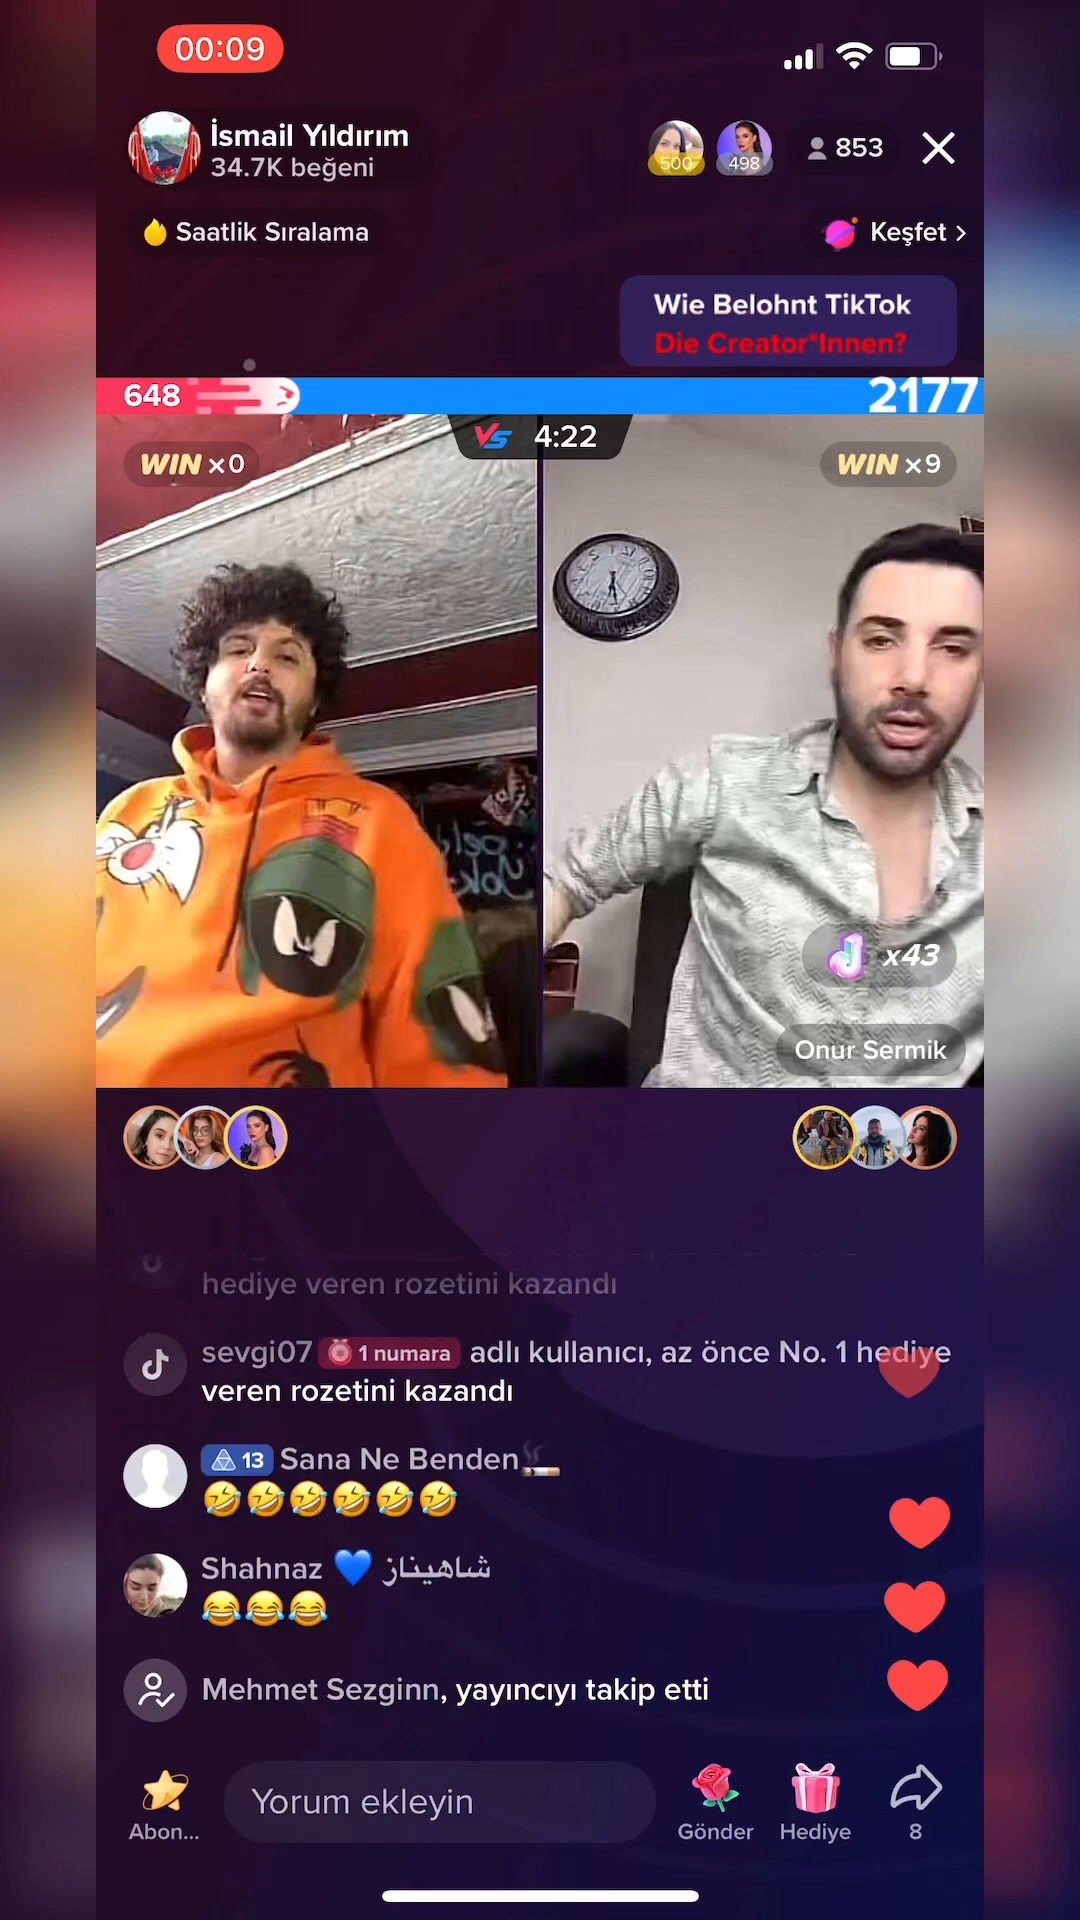 00:09
İsmail Yıldırım
34.7K beğeni
500
498
853
Saatlik Sıralama
Keşfet
Wie Belohnt TikTok
Die Creator*Innen?
648
2177
VS 4:22
WIN x0
WIN x9
x43
Onur Sermik
hediye veren rozetini kazandı
sevgi07 1 numara adlı kullanıcı, az önce No. 1 hediye
veren rozetini kazandı
13 Sana Ne Benden🚬
🤣🤣🤣🤣🤣🤣
Shahnaz 💙 شاهيناز
😂😂😂
Mehmet Sezginn, yayıncıyı takip etti
Abon...
Yorum ekleyin
Gönder
Hediye
8